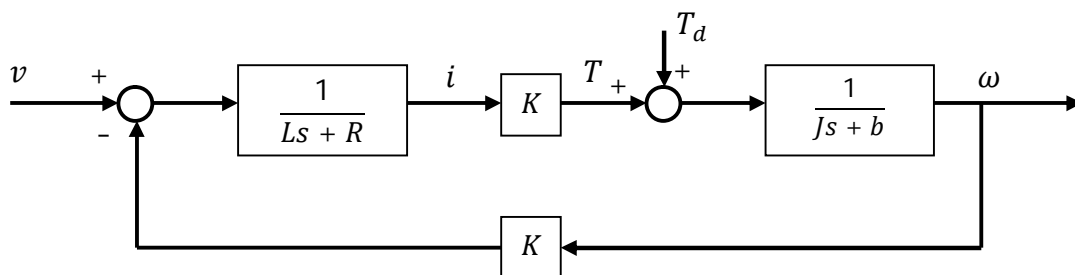 T_d
v + 1 i K T + + 1 ω
Ls + R Js + b
–
K